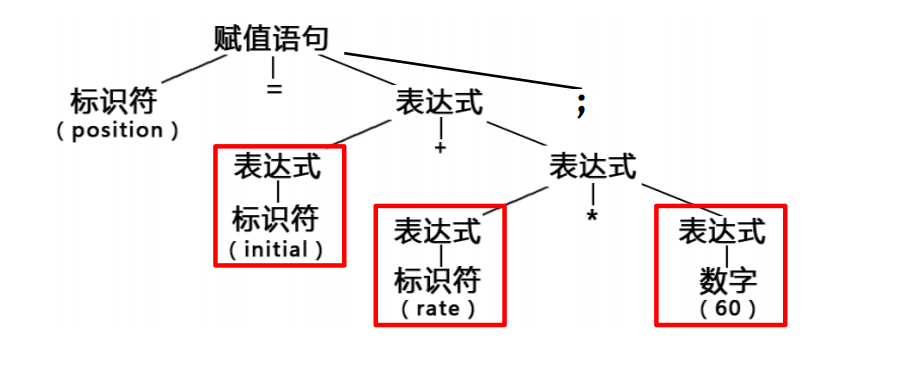 赋值语句
标识符
(position)
=
表达式
;
表达式
标识符
(initial)
+
表达式
表达式
标识符
(rate)
*
表达式
数字
(60)